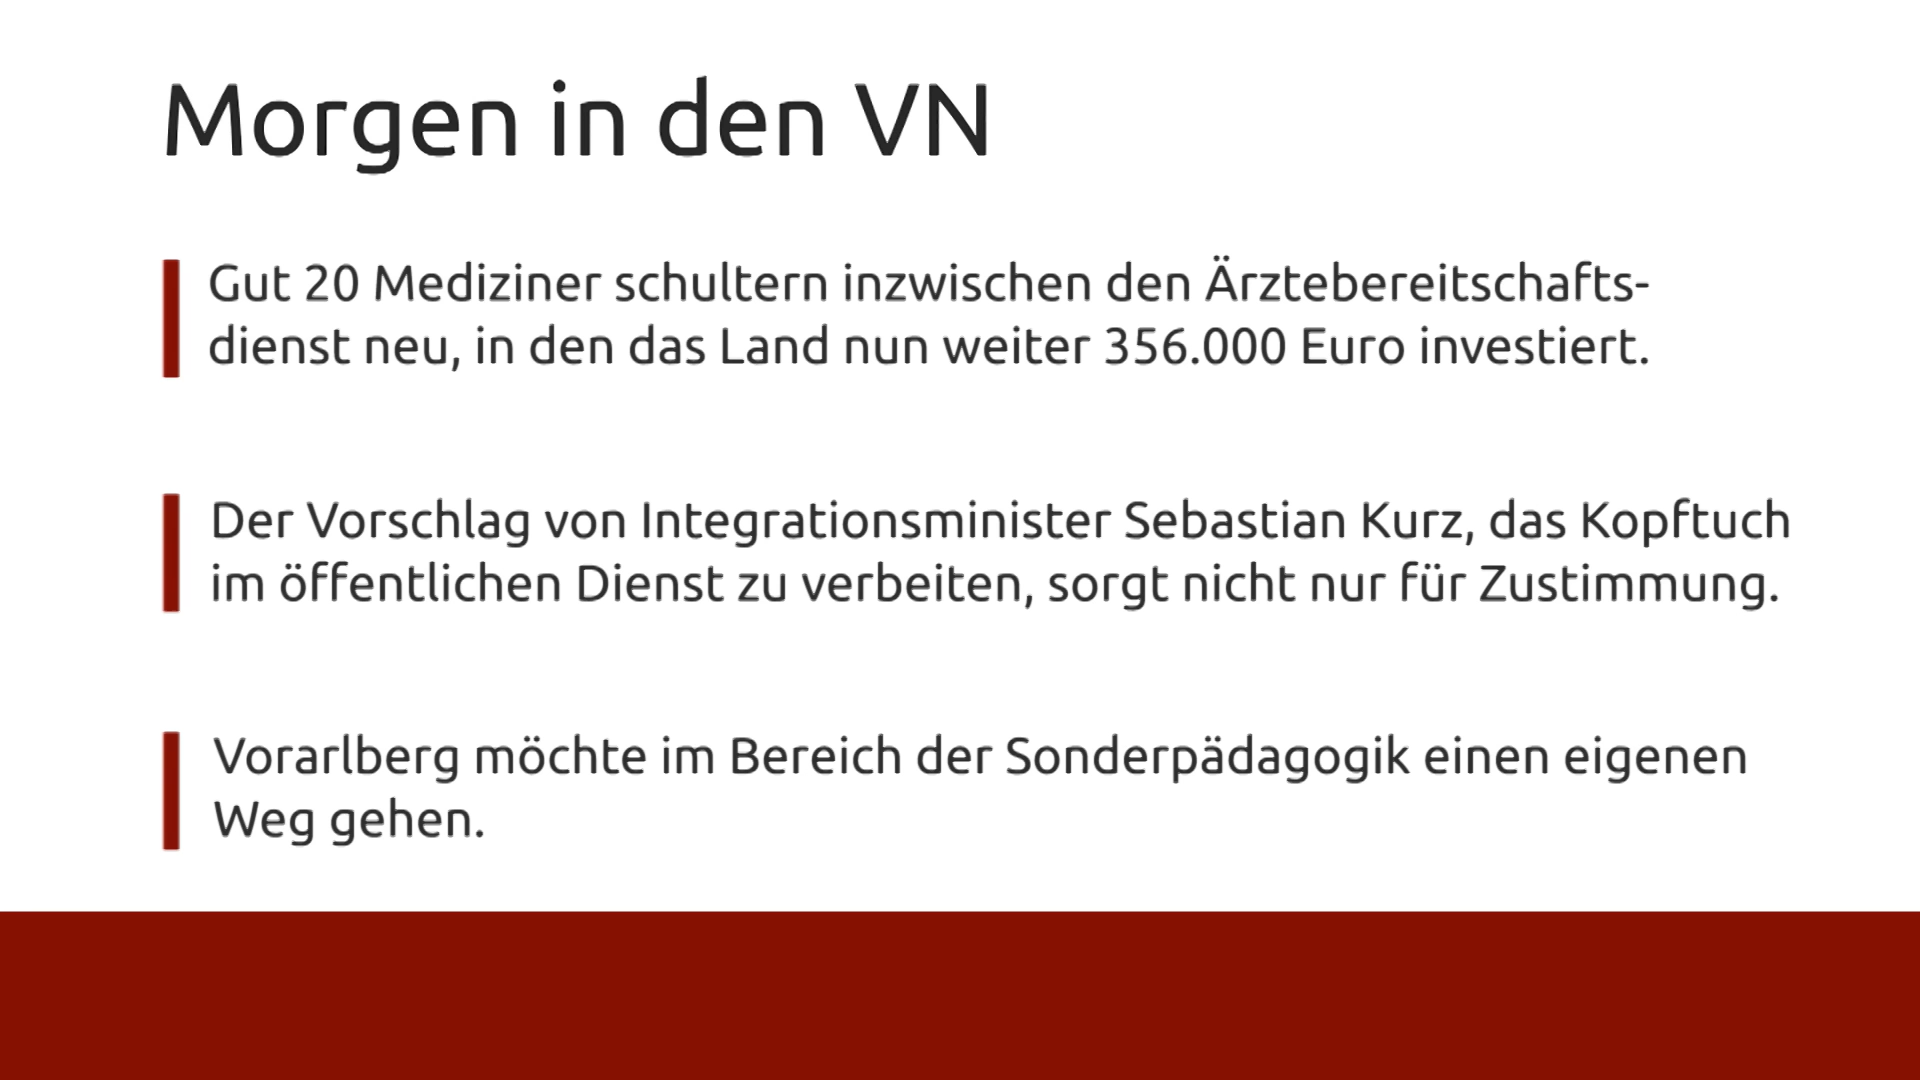 Morgen in den VN
Gut 20 Mediziner schultern inzwischen den Ärztebereitschafts-
dienst neu, in den das Land nun weiter 356.000 Euro investiert.
Der Vorschlag von Integrationsminister Sebastian Kurz, das Kopftuch
im öffentlichen Dienst zu verbeiten, sorgt nicht nur für Zustimmung.
Vorarlberg möchte im Bereich der Sonderpädagogik einen eigenen
Weg gehen.